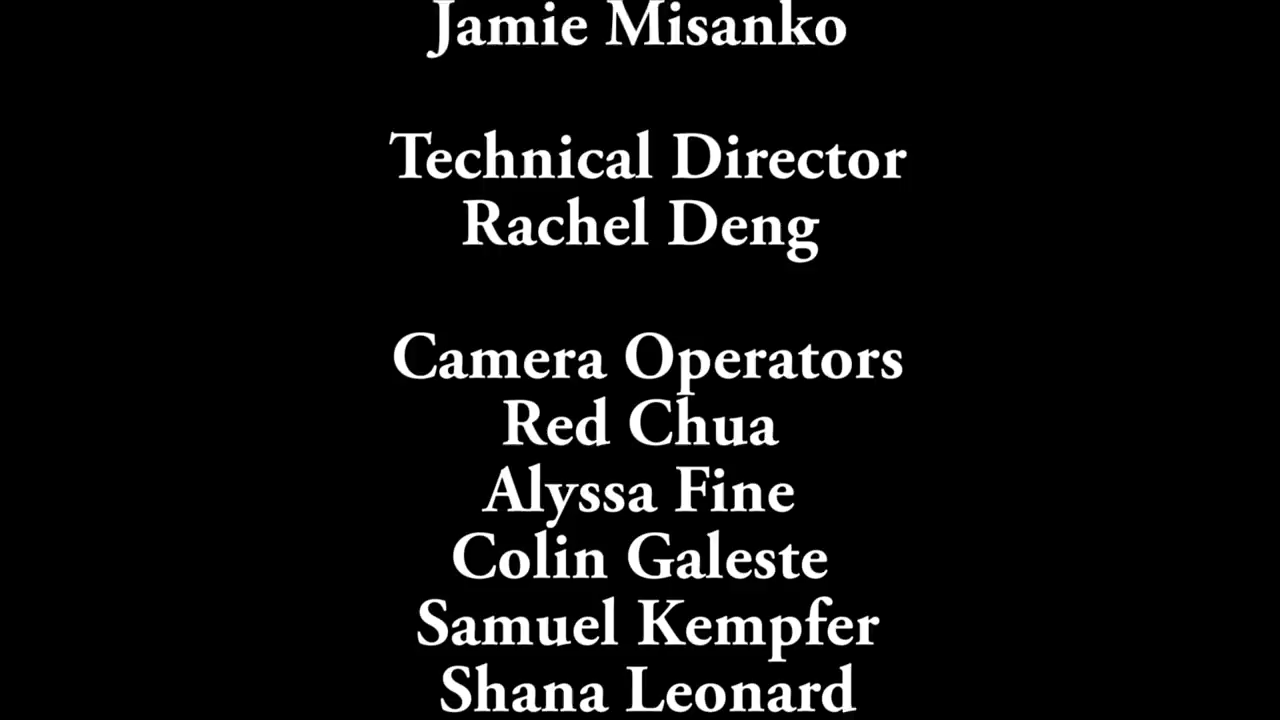 Jamie Misanko
Technical Director
Rachel Deng
Camera Operators
Red Chua
Alyssa Fine
Colin Galeste
Samuel Kempfer
Shana Leonard